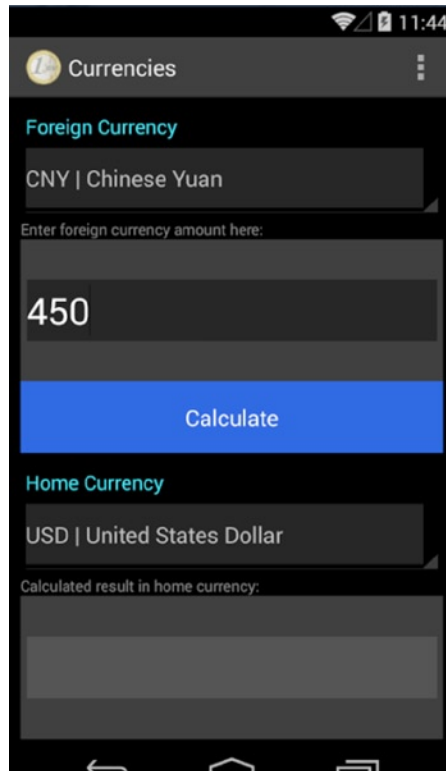 11:44
Currencies
Foreign Currency
CNY | Chinese Yuan
Enter foreign currency amount here:
450
Calculate
Home Currency
USD | United States Dollar
Calculated result in home currency: